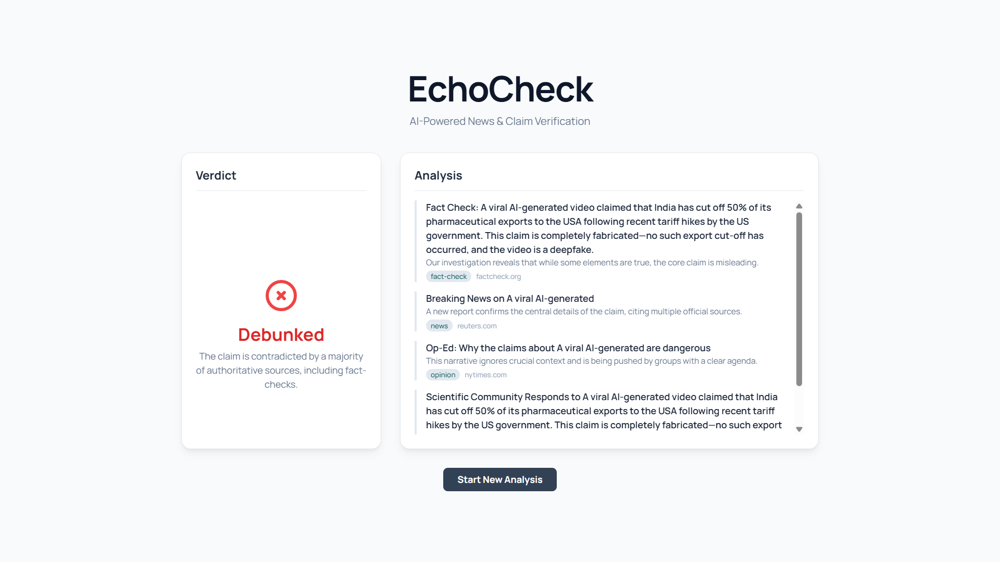 EchoCheck
AI-Powered News & Claim Verification
Verdict
Debunked
The claim is contradicted by a majority
of authoritative sources, including fact-
checks.
Analysis
Fact Check: A viral AI-generated video claimed that India has cut off 50% of its
pharmaceutical exports to the USA following recent tariff hikes by the US
government. This claim is completely fabricated—no such export cut-off has
occurred, and the video is a deepfake.
Our investigation reveals that while some elements are true, the core claim is misleading.
fact-check factcheck.org
Breaking News on A viral AI-generated
A new report confirms the central details of the claim, citing multiple official sources.
news reuters.com
Op-Ed: Why the claims about A viral AI-generated are dangerous
This narrative ignores crucial context and is being pushed by groups with a clear agenda.
opinion nytimes.com
Scientific Community Responds to A viral AI-generated video claimed that India
has cut off 50% of its pharmaceutical exports to the USA following recent tariff
hikes by the US government. This claim is completely fabricated—no such export
Start New Analysis